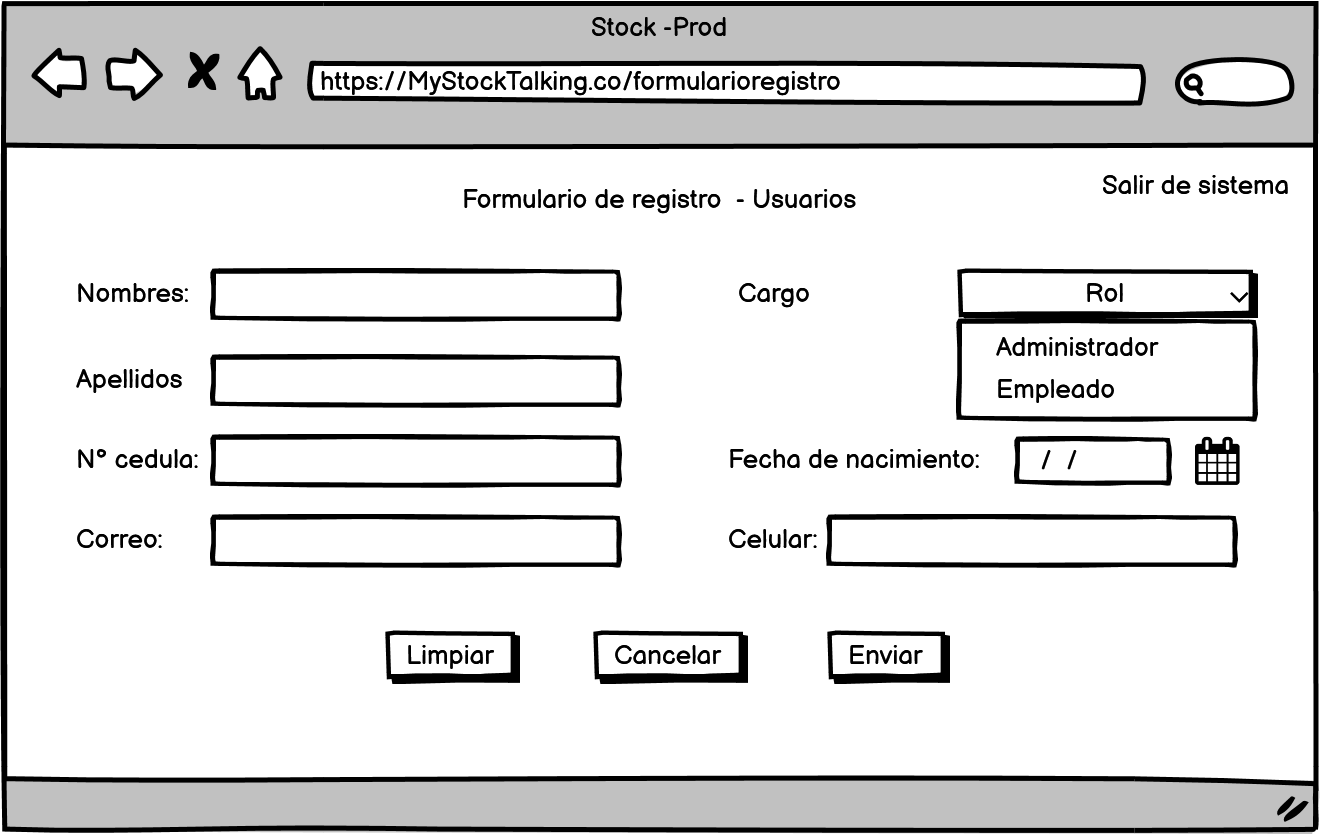 Stock -Prod
https://MyStockTalking.co/formularioregistro
Salir de sistema
Formulario de registro - Usuarios
Nombres:
Cargo
Rol
Administrador
Empleado
Apellidos
N° cedula:
Fecha de nacimiento:
/ /
Correo:
Celular:
Limpiar
Cancelar
Enviar